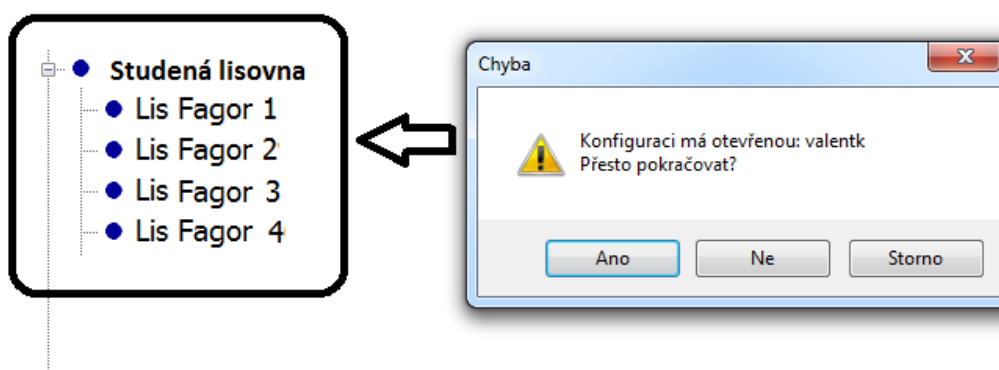 Studená lisovna
Lis Fagor 1
Lis Fagor 2
Lis Fagor 3
Lis Fagor 4
Chyba
Konfiguraci má otevřenou: valentk
Přesto pokračovat?
Ano
Ne
Storno